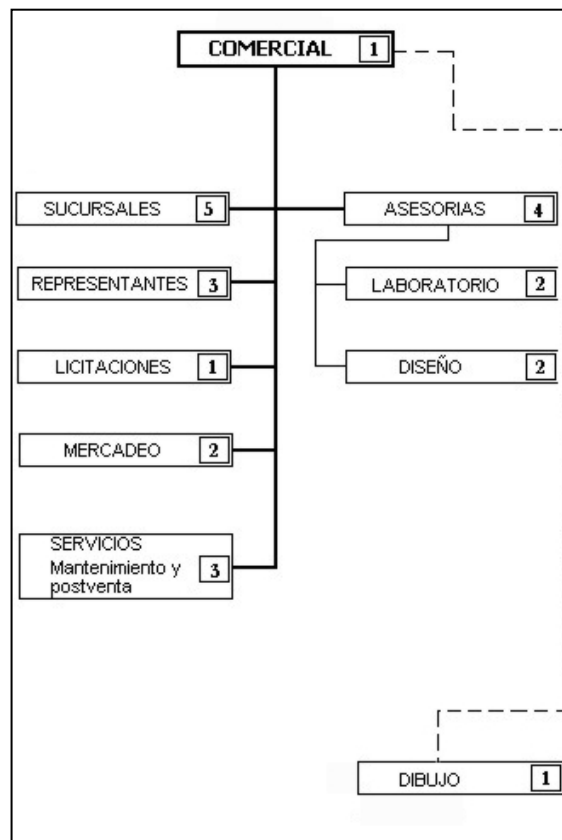 COMERCIAL 1
SUCURSALES 5
ASESORIAS 4
REPRESENTANTES 3
LABORATORIO 2
LICITACIONES 1
DISEÑO 2
MERCADEO 2
SERVICIOS
Mantenimiento y 3
postventa
DIBUJO 1